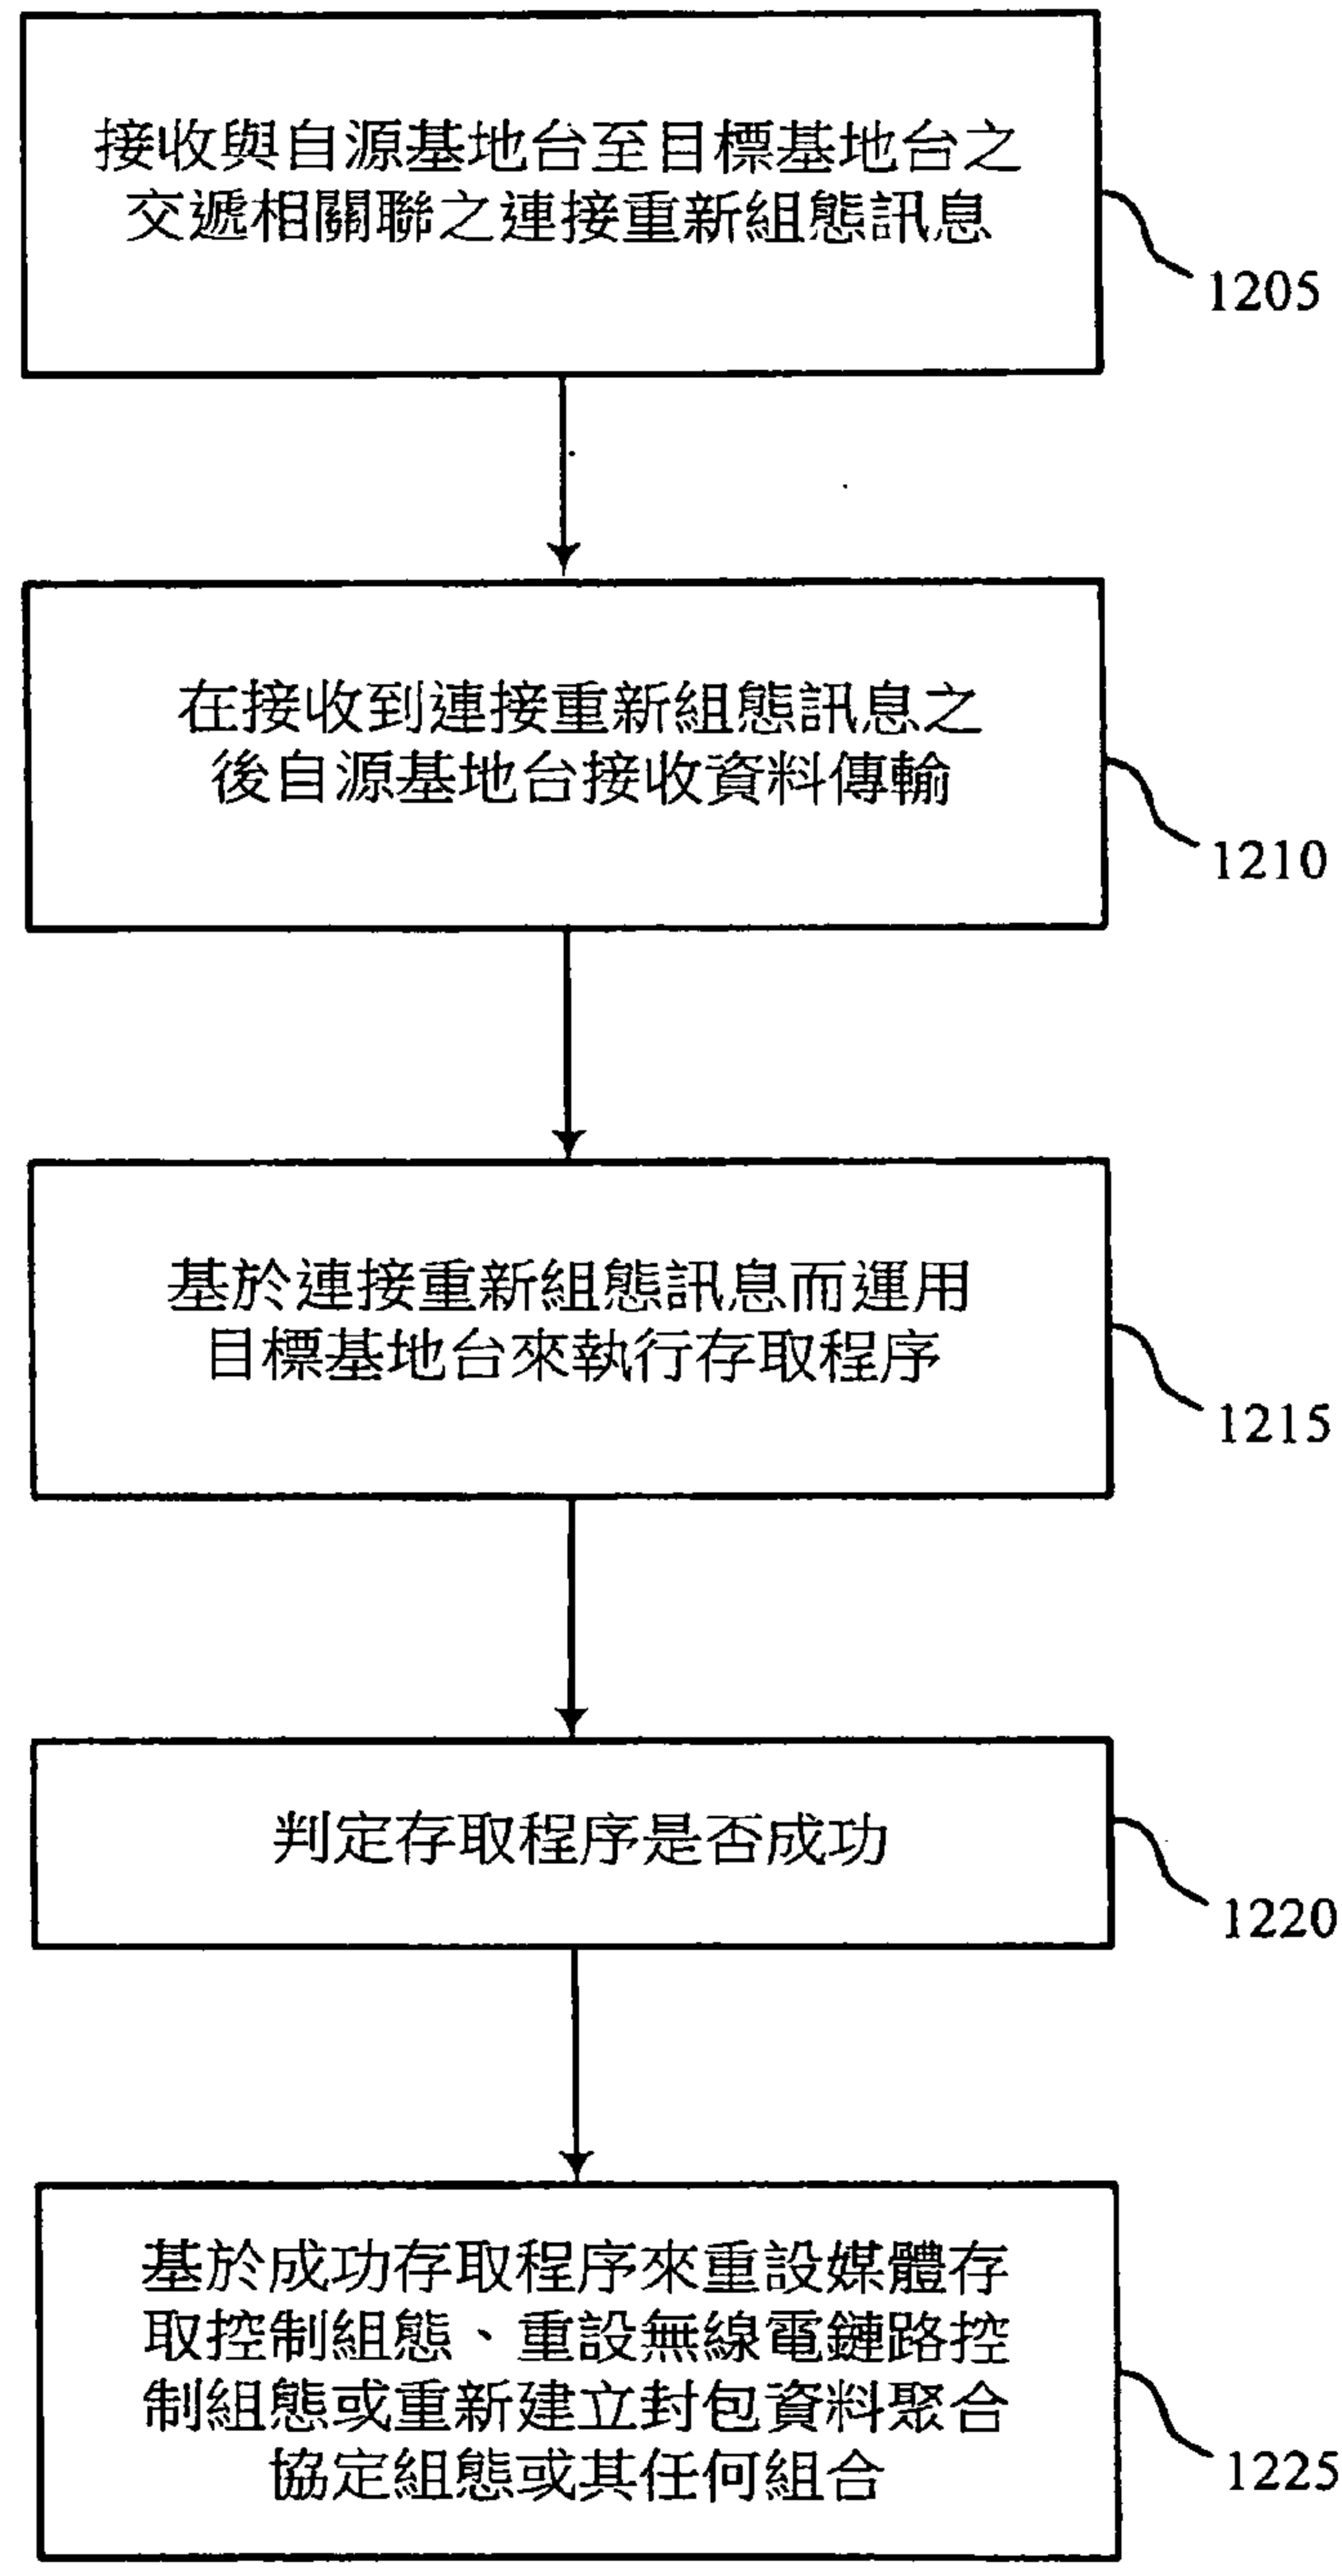 接收與自源基地台至目標基地台之
交遞相關聯之連接重新組態訊息
1205
在接收到連接重新組態訊息之
後自源基地台接收資料傳輸
1210
基於連接重新組態訊息而運用
目標基地台來執行存取程序
1215
判定存取程序是否成功
1220
基於成功存取程序來重設媒體存
取控制組態、重設無線電鏈路控
制組態或重新建立封包資料聚合
協定組態或其任何組合
1225